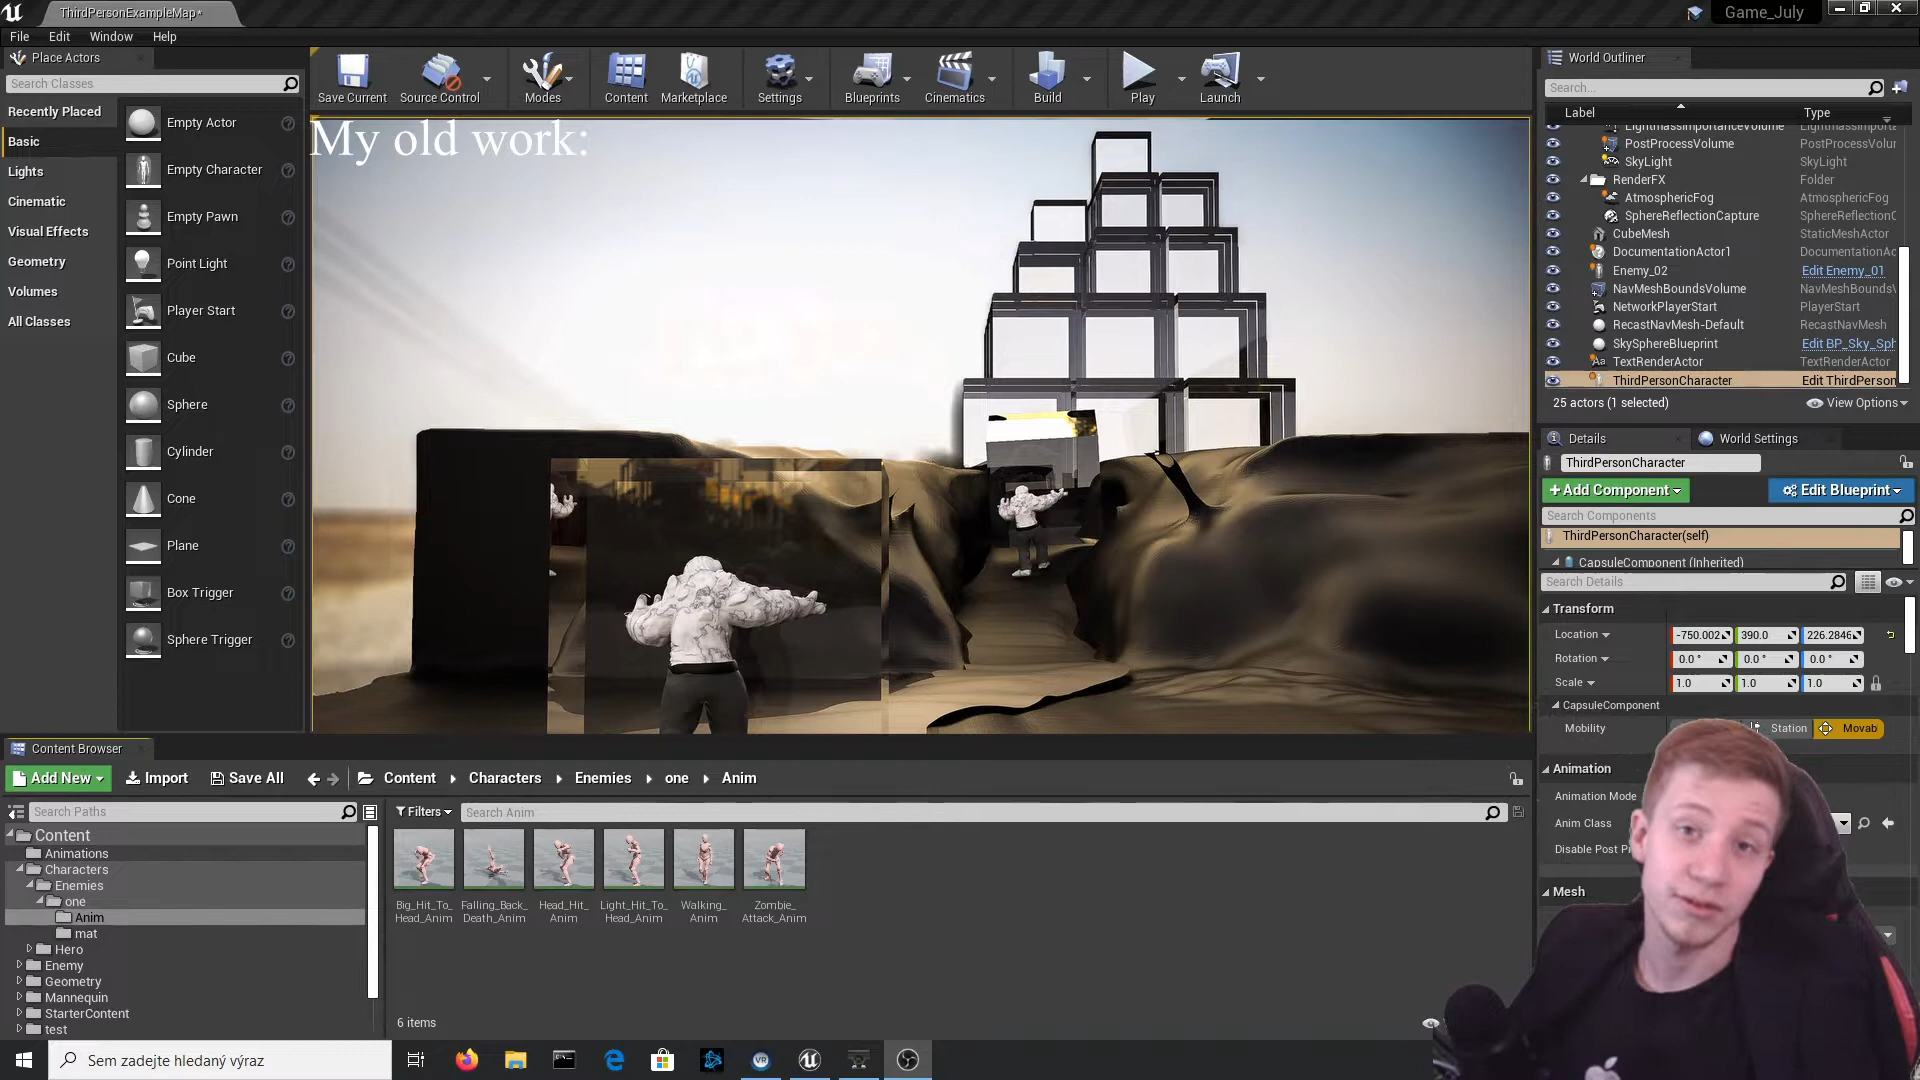 ThirdPersonExampleMap*
Game_July
File Edit Window Help
Place Actors
Search Classes
Recently Placed
Basic
Lights
Cinematic
Visual Effects
Geometry
Volumes
All Classes
Empty Actor
Empty Character
Empty Pawn
Point Light
Player Start
Cube
Sphere
Cylinder
Cone
Plane
Box Trigger
Sphere Trigger
Save Current Source Control Modes Content Marketplace Settings Blueprints Cinematics Build Play Launch
My old work:
World Outliner
Search...
Label Type
LightmassImportanceVolume LightmassImporta
PostProcessVolume PostProcessVolur
SkyLight SkyLight
RenderFX Folder
AtmosphericFog AtmosphericFog
SphereReflectionCapture SphereReflectionC
CubeMesh StaticMeshActor
DocumentationActor1 DocumentationAc
Enemy_02 Edit Enemy_01
NavMeshBoundsVolume NavMeshBoundsV
NetworkPlayerStart PlayerStart
RecastNavMesh-Default RecastNavMesh
SkySphereBlueprint Edit BP_Sky_Sph
TextRenderActor TextRenderActor
ThirdPersonCharacter Edit ThirdPerson
25 actors (1 selected) View Options
Details World Settings
ThirdPersonCharacter
+Add Component Edit Blueprint
Search Components
ThirdPersonCharacter(self)
CapsuleComponent (Inherited)
Search Details
Transform
Location -750.002 390.0 226.2846
Rotation 0.0 ° 0.0 ° 0.0 °
Scale 1.0 1.0 1.0
CapsuleComponent
Mobility Station Movab
Animation
Animation Mode
Anim Class
Disable Post Pr
Mesh
Content Browser
Add New Import Save All Content Characters Enemies one Anim
Search Paths
Filters Search Anim
Content
Animations
Characters
Enemies
one
Anim
mat
Hero
Enemy
Geometry
Mannequin
StarterContent
test
Big_Hit_To_ Falling_Back_ Head_Hit_ Light_Hit_To_ Walking_ Zombie_
Head_Anim Death_Anim Anim Head_Anim Anim Attack_Anim
6 items
Sem zadejte hledaný výraz